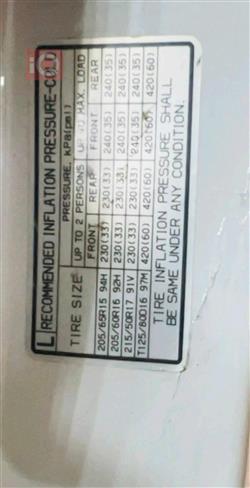 L RECOMMENDED INFLATION PRESSURE-COLD
TIRE SIZE PRESSURE, kPa(psi)
UP TO 2 PERSONS UP TO MAX. LOAD
FRONT REAR FRONT REAR
205/65R15 94H 230(33) 230(33) 240(35) 240(35)
205/60R16 92H 230(33) 230(33) 240(35) 240(35)
215/50R17 91V 230(33) 230(33) 240(35) 240(35)
T125/80D16 97M 420(60) 420(60) 420(60) 420(60)
TIRE INFLATION PRESSURE SHALL
BE SAME UNDER ANY CONDITION.